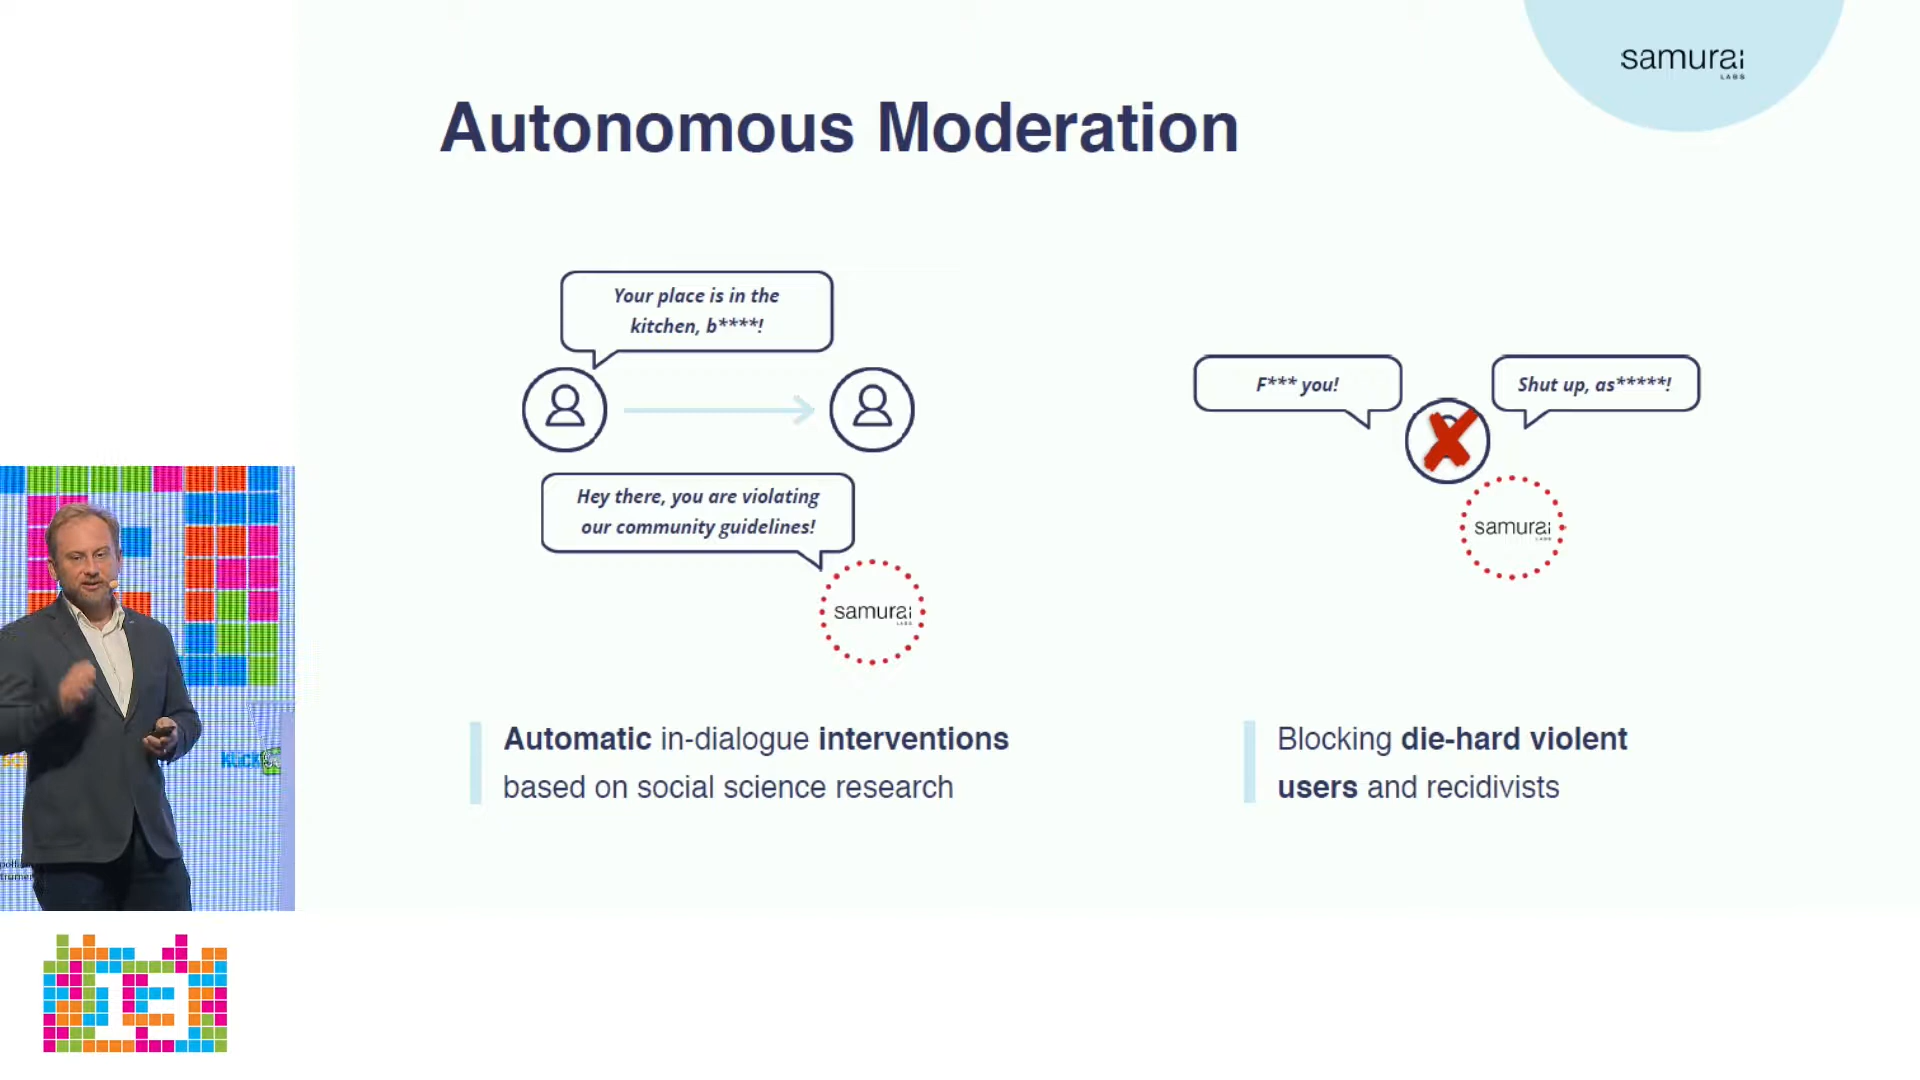 samurai
LABS
Autonomous Moderation
Your place is in the
kitchen, b****!
Hey there, you are violating
our community guidelines!
samurai
LABS
F*** you!
Shut up, as*****!
samurai
LABS
Automatic in-dialogue interventions
based on social science research
Blocking die-hard violent
users and recidivists